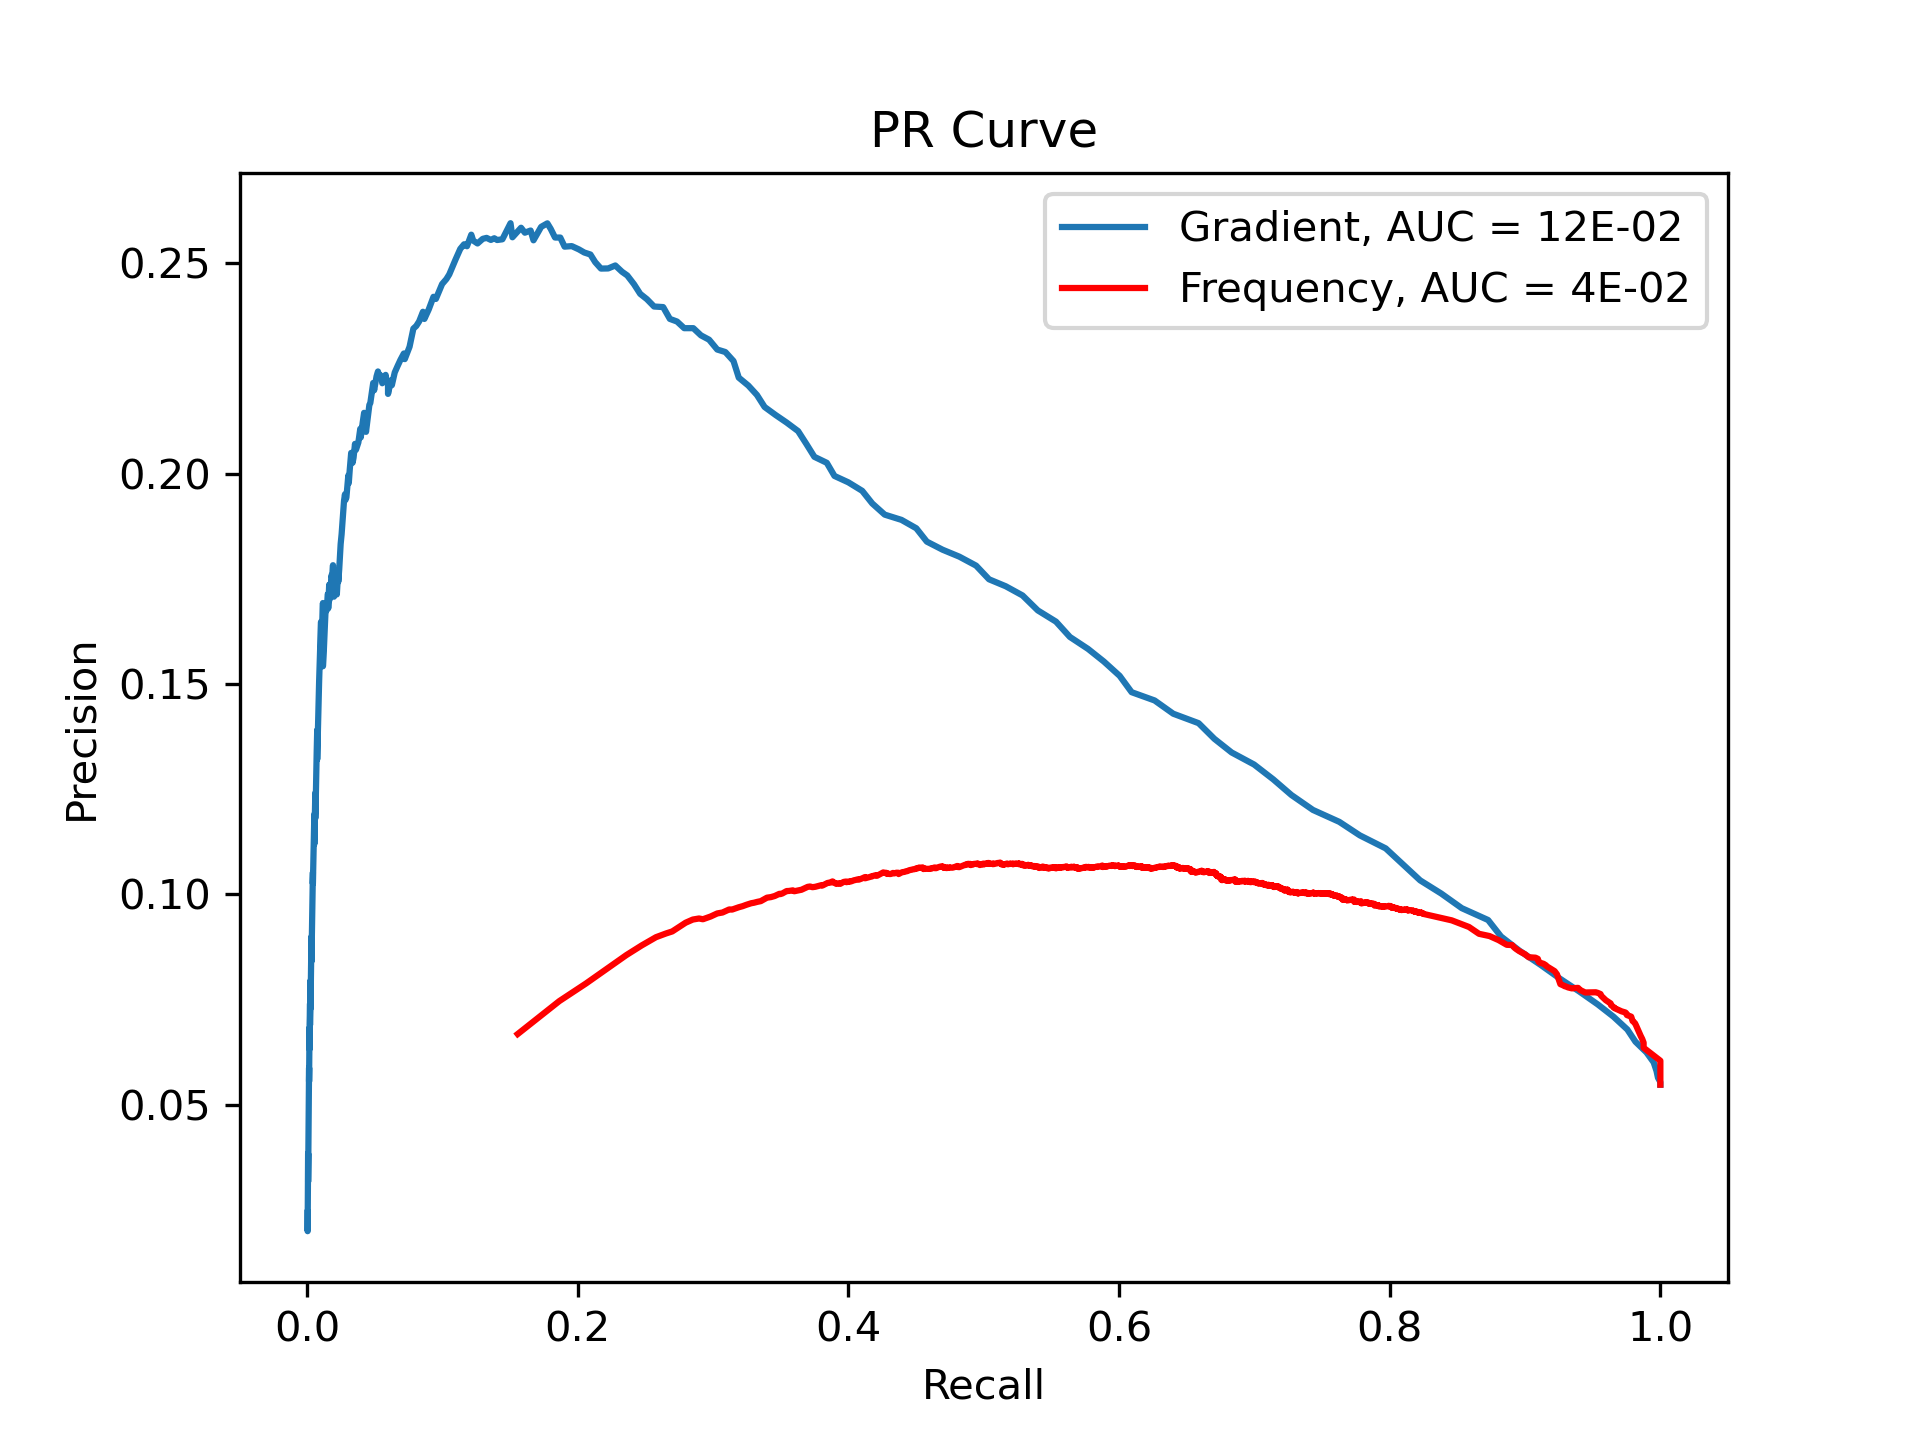 PR Curve
Gradient, AUC = 12E-02
Frequency, AUC = 4E-02
Precision
0.25
0.20
0.15
0.10
0.05
0.0 0.2 0.4 0.6 0.8 1.0
Recall